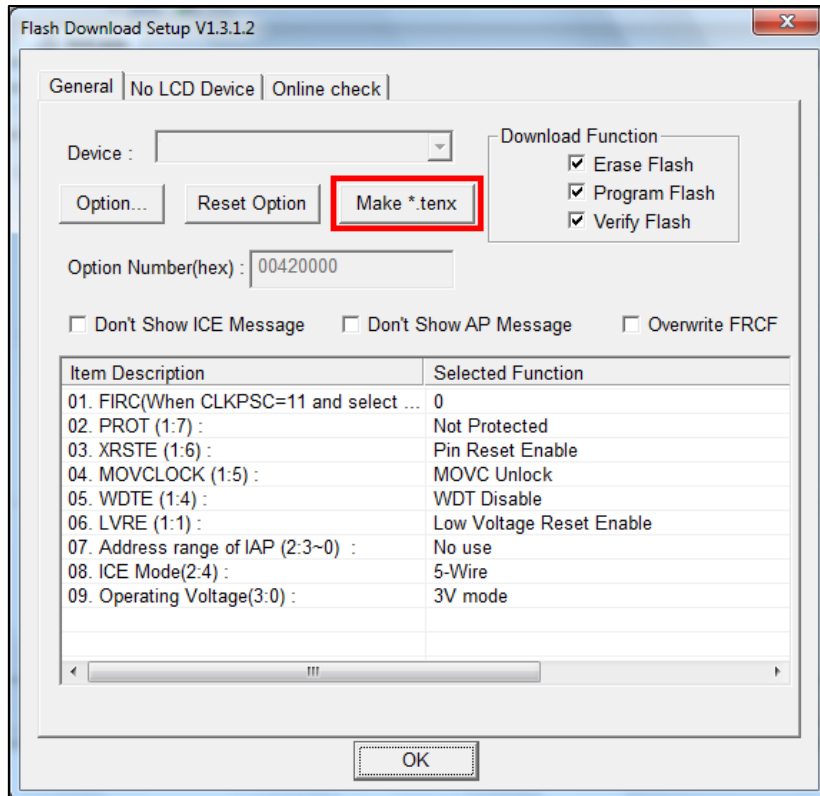 Flash Download Setup V1.3.1.2
General No LCD Device Online check
Device :
Download Function
Erase Flash
Program Flash
Verify Flash
Option... Reset Option Make *.tenx
Option Number(hex) : 00420000
Don't Show ICE Message Don't Show AP Message Overwrite FRCF
Item Description Selected Function
01. FIRC(When CLKPSC=11 and select ... 0
02. PROT (1:7) : Not Protected
03. XRSTE (1:6) : Pin Reset Enable
04. MOVCLOCK (1:5) : MOVC Unlock
05. WDTE (1:4) : WDT Disable
06. LVRE (1:1) : Low Voltage Reset Enable
07. Address range of IAP (2:3~0) : No use
08. ICE Mode(2:4) : 5-Wire
09. Operating Voltage(3:0) : 3V mode
OK